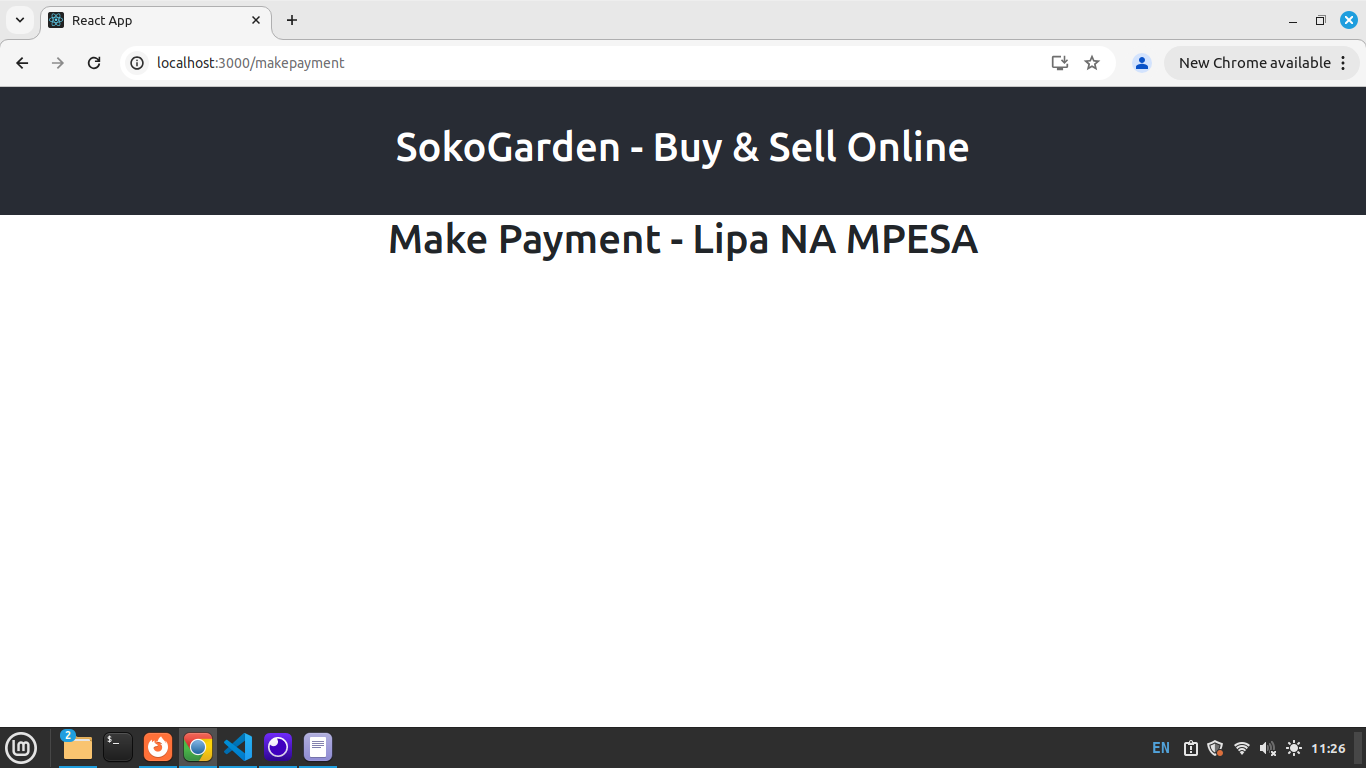 React App
localhost:3000/makepayment
New Chrome available
SokoGarden - Buy & Sell Online
Make Payment - Lipa NA MPESA
2
$_
lm
EN
11:26